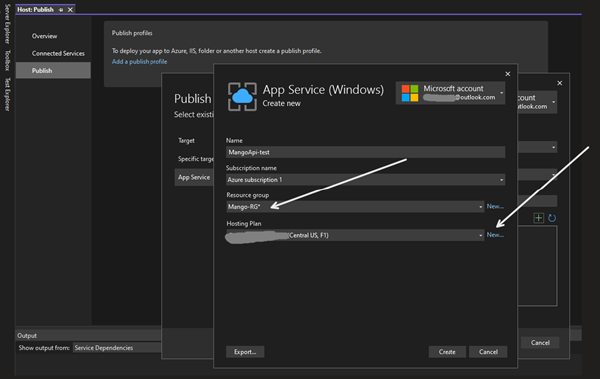 Server Explorer
Toolbox
Test Explorer
Host: Publish
Overview
Connected Services
Publish
Publish profiles
To deploy your app to Azure, IIS, folder or another host create a publish profile.
Add a publish profile
Publish
Select existi
Target
Specific target
App Service
App Service (Windows)
Create new
Microsoft account
@outlook.com
ount
utlook.com
Name
MangoApi-test
Subscription name
Azure subscription 1
Resource group
Mango-RG*
New...
Hosting Plan
(Central US, F1)
New...
Export...
Create
Cancel
Cancel
Output
Show output from:
Service Dependencies